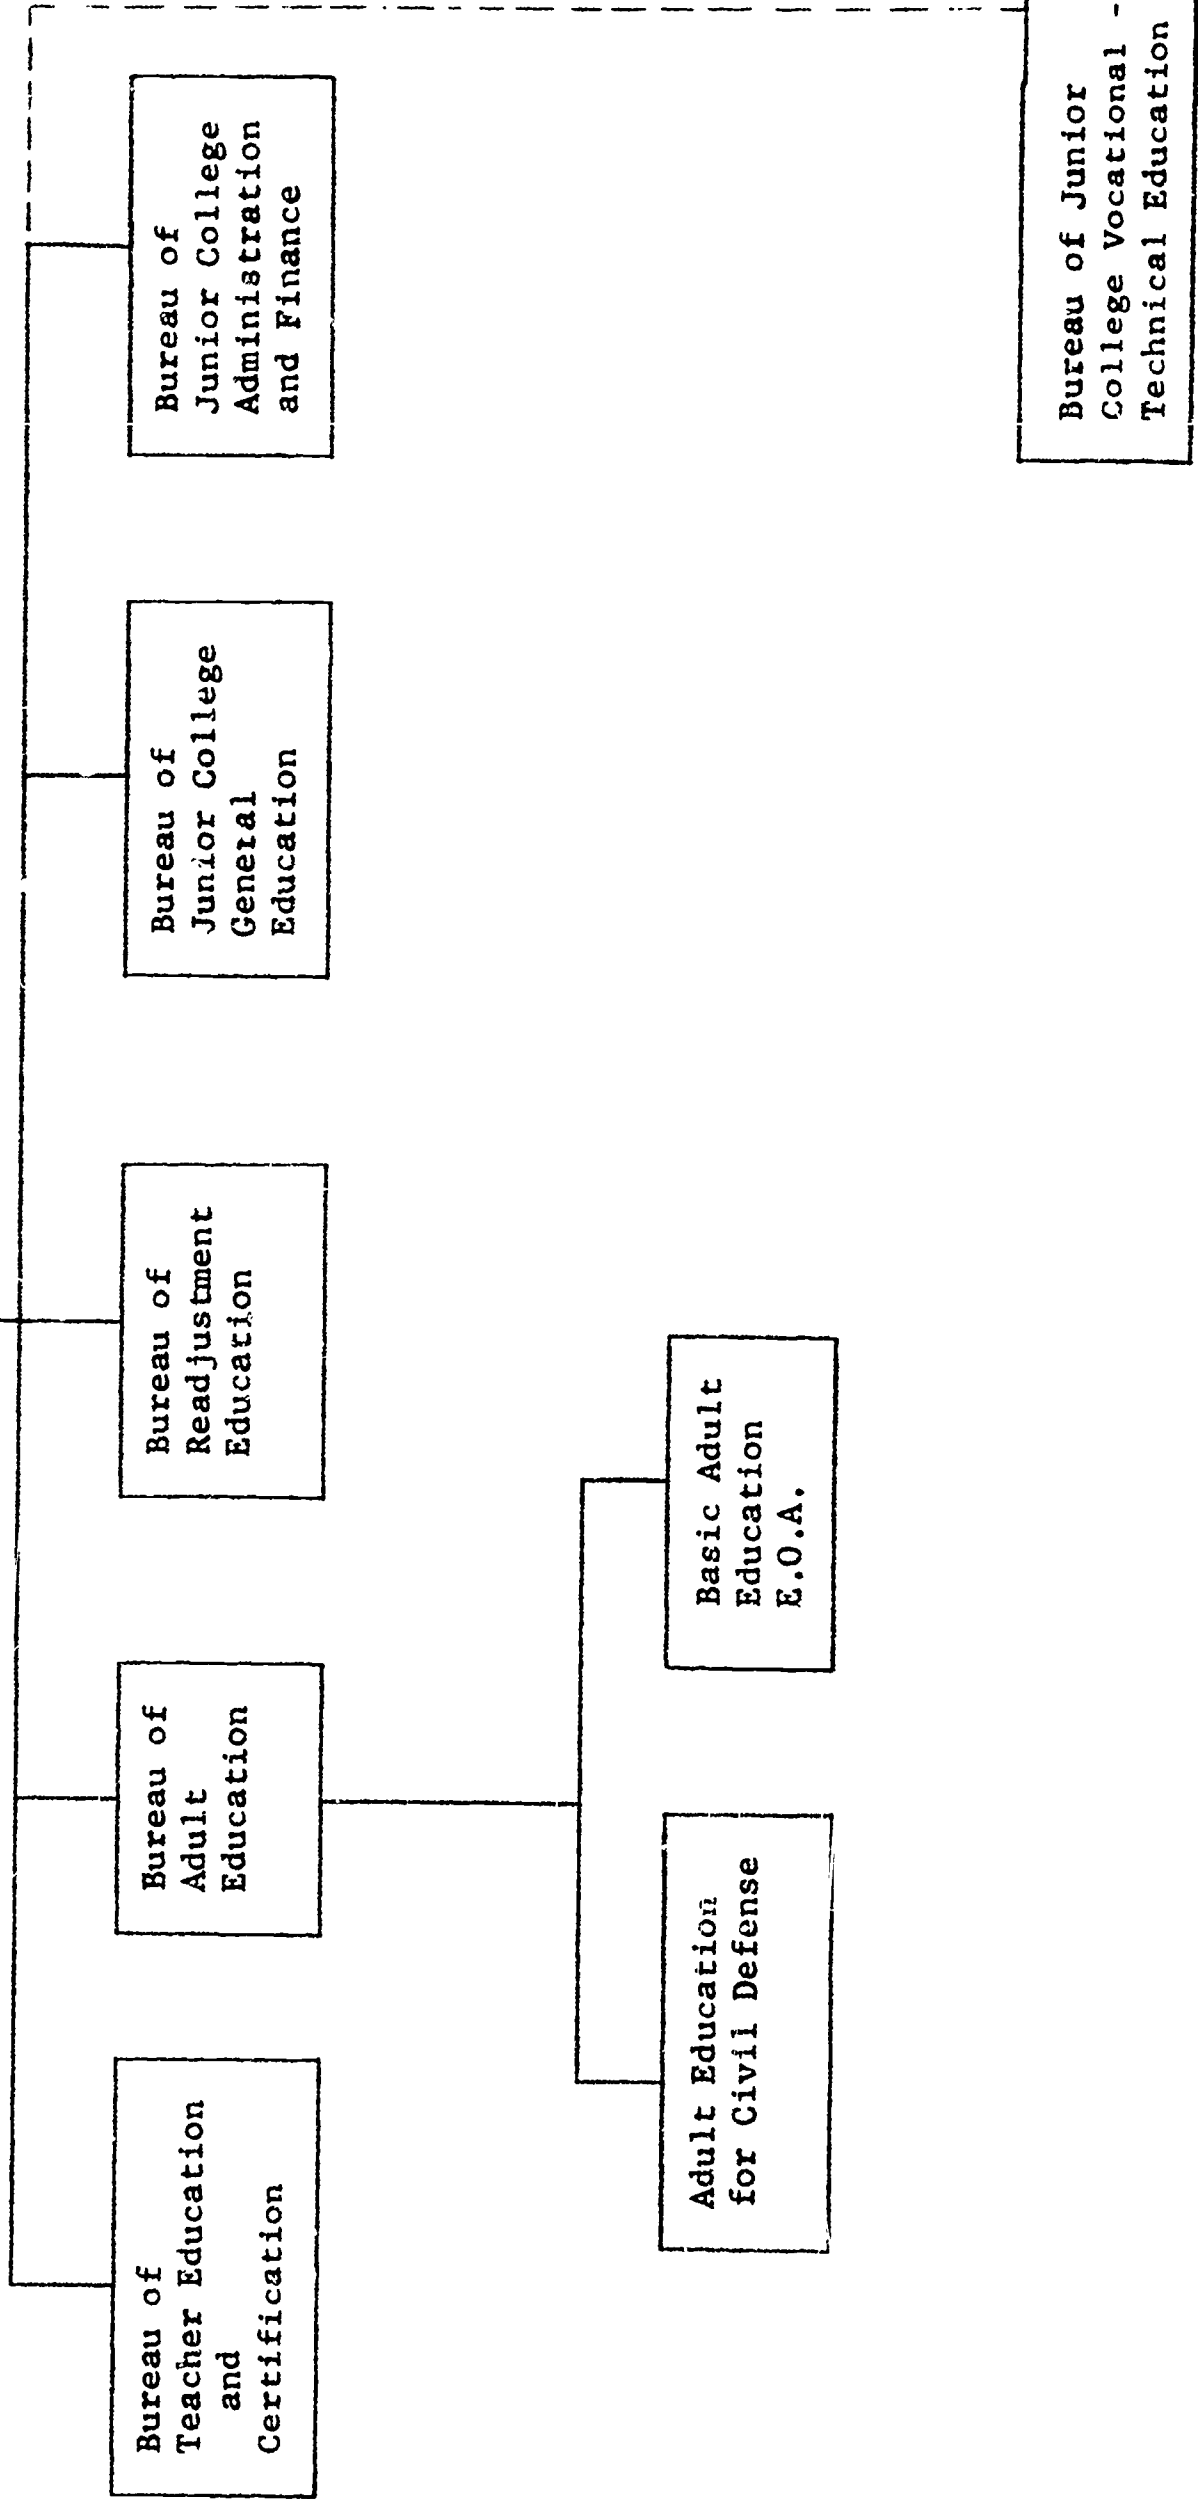 Bureau of
Teacher Education
and
Certification
Bureau of
Adult
Education
Bureau of
Readjustment
Education
Bureau of
Junior College
General
Education
Bureau of
Junior College
Administration
and Finance
Adult Education
for Civil Defense
Basic Adult
Education
E.O.A.
Bureau of Junior
College Vocational -
Technical Education